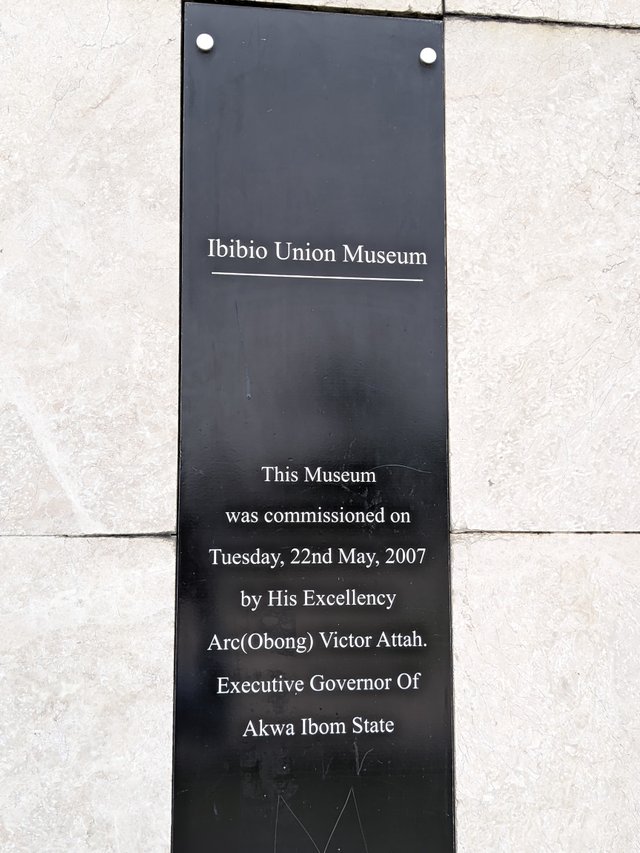 Ibibio Union Museum
This Museum
was commissioned on
Tuesday, 22nd May, 2007
by His Excellency
Arc(Obong) Victor Attah.
Executive Governor Of
Akwa Ibom State